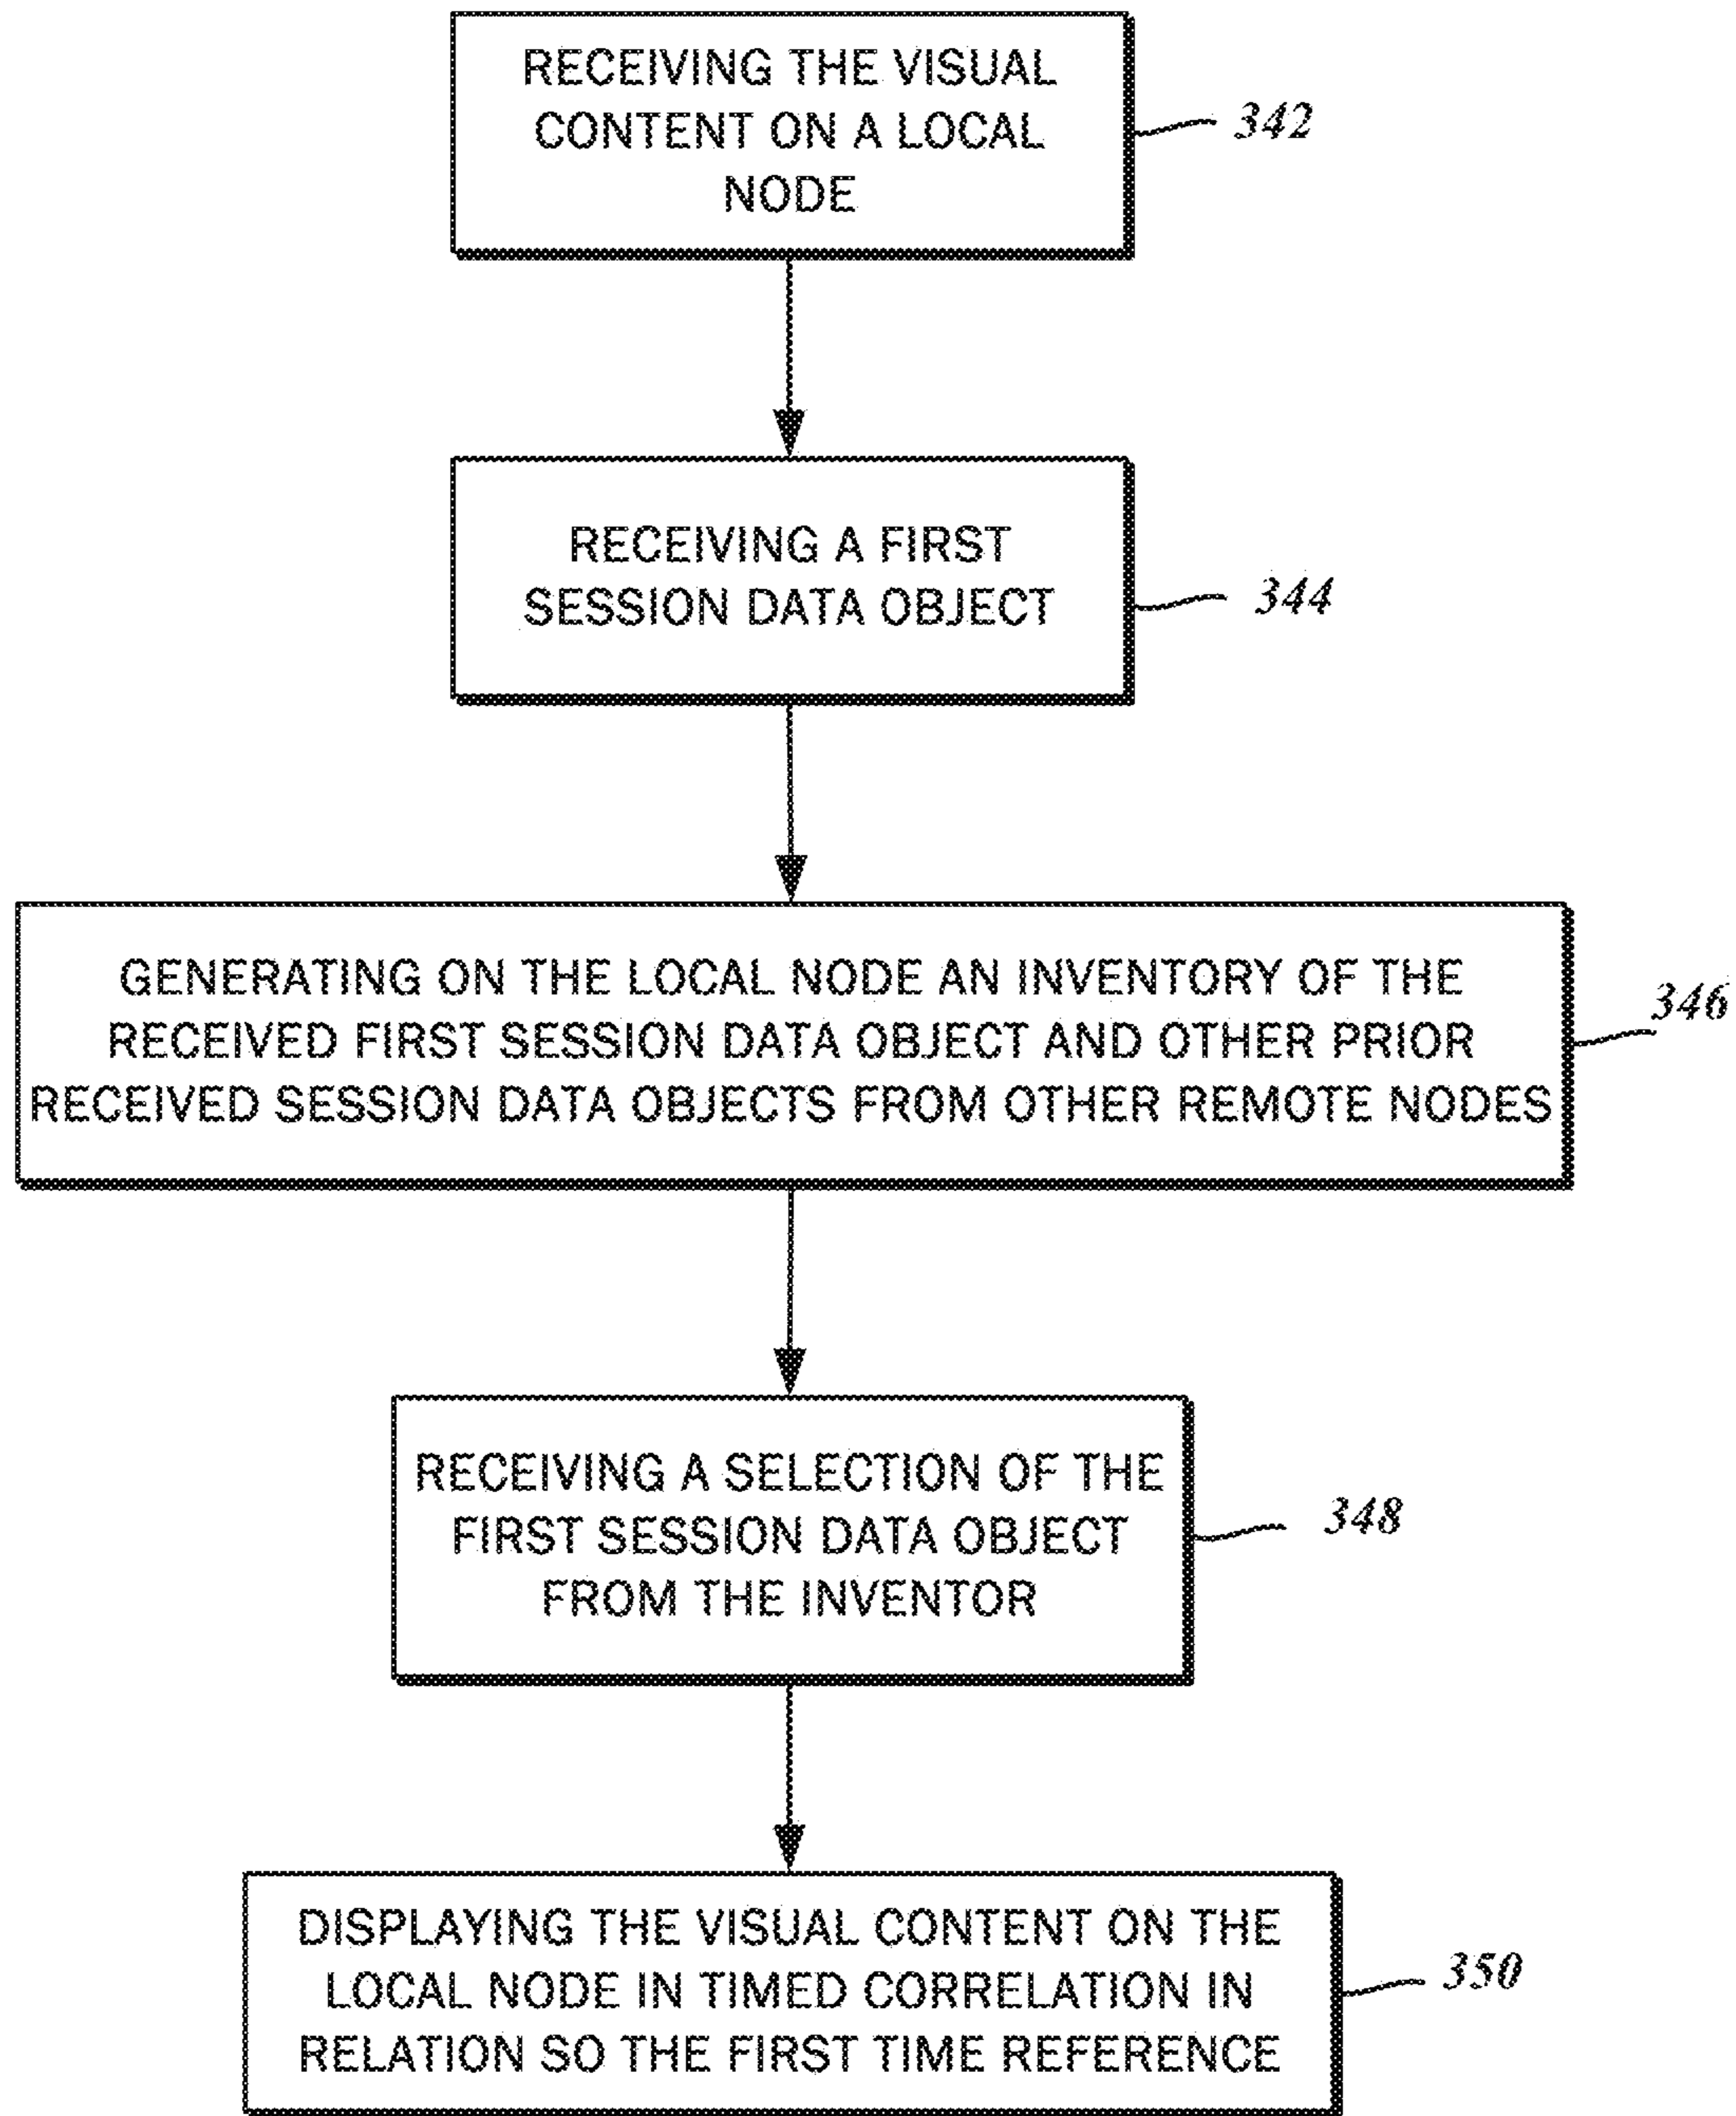 RECEIVING THE VISUAL
CONTENT ON A LOCAL
NODE
342
RECEIVING A FIRST
SESSION DATA OBJECT
344
GENERATING ON THE LOCAL NODE AN INVENTORY OF THE
RECEIVED FIRST SESSION DATA OBJECT AND OTHER PRIOR
RECEIVED SESSION DATA OBJECTS FROM OTHER REMOTE NODES
346
RECEIVING A SELECTION OF THE
FIRST SESSION DATA OBJECT
FROM THE INVENTOR
348
DISPLAYING THE VISUAL CONTENT ON THE
LOCAL NODE IN TIMED CORRELATION IN
RELATION SO THE FIRST TIME REFERENCE
350